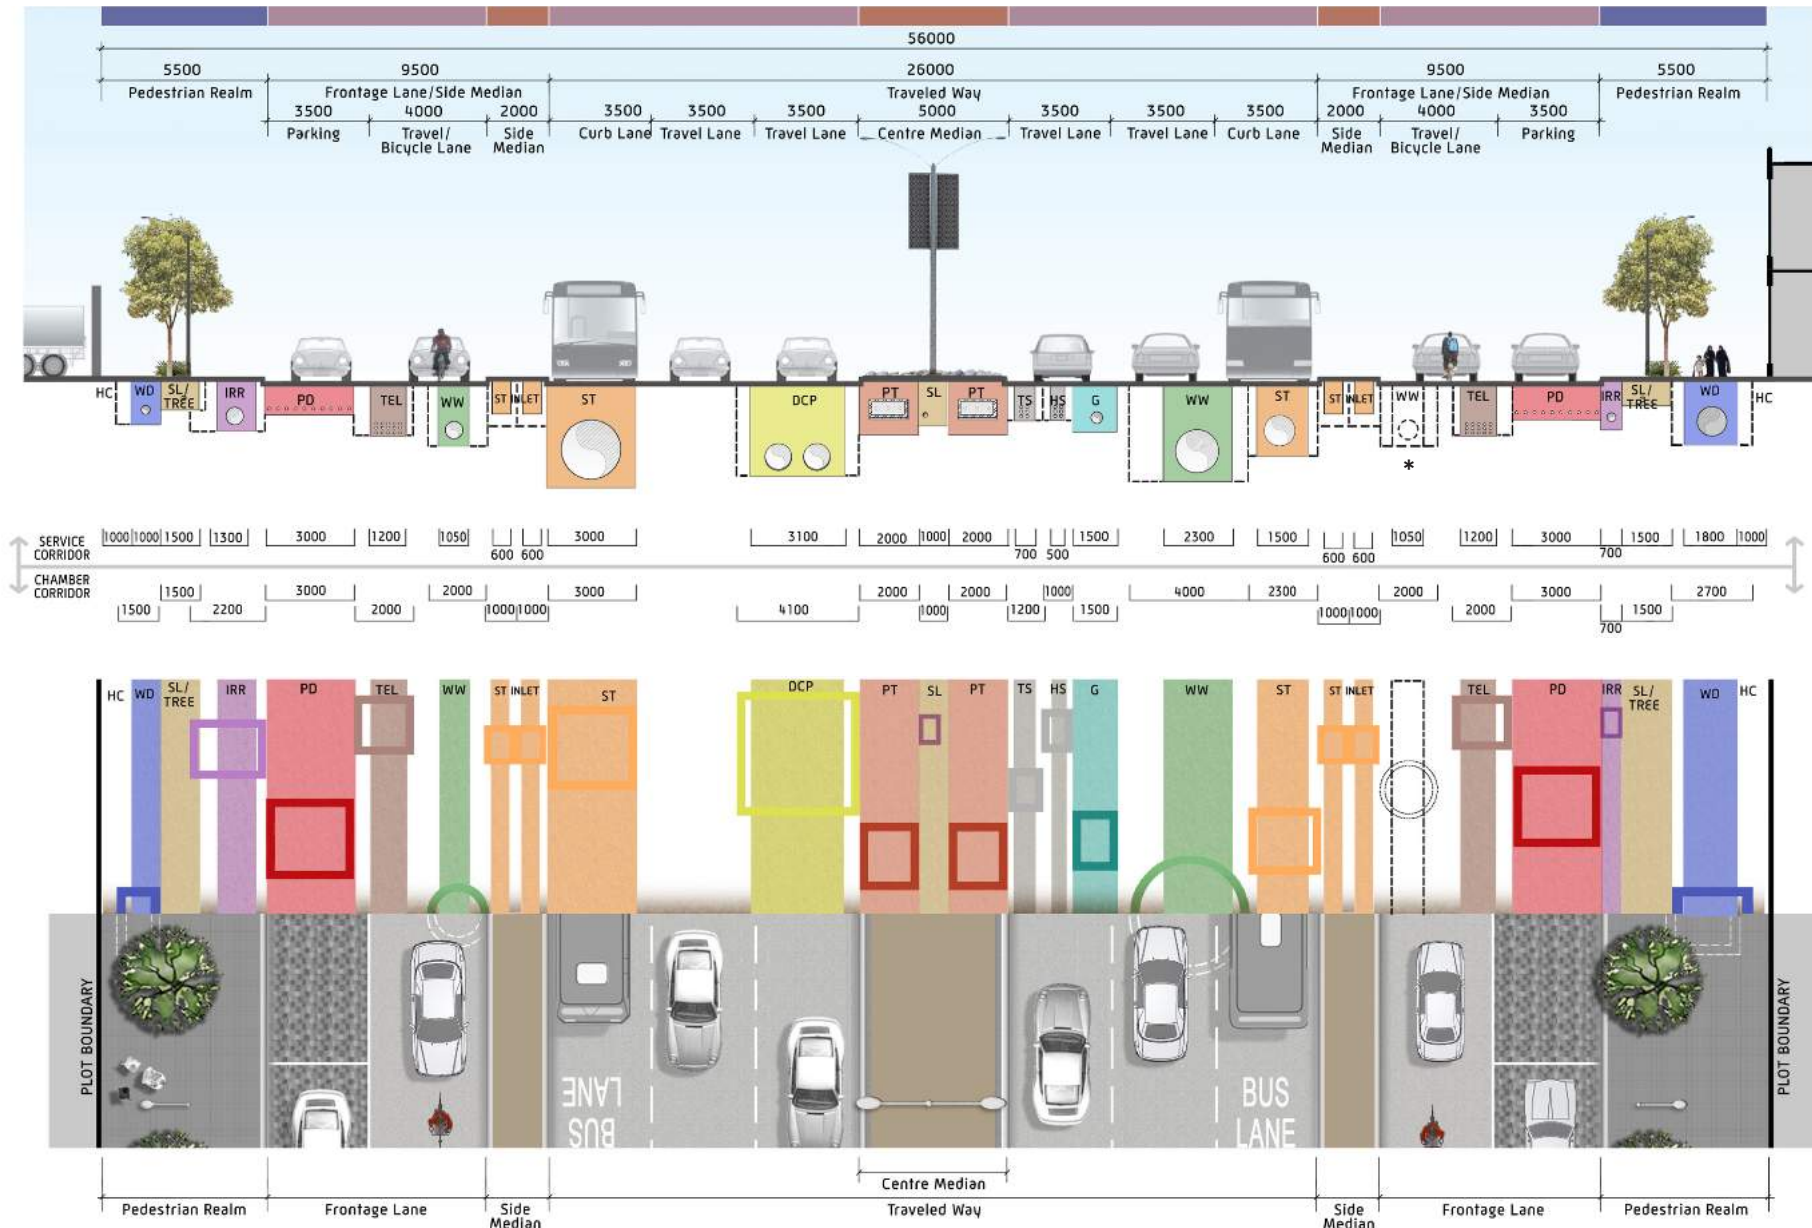 56000
5500 9500 26000 9500 5500
Pedestrian Realm Frontage Lane/Side Median Traveled Way Frontage Lane/Side Median Pedestrian Realm
3500 4000 2000 3500 3500 3500 5000 3500 3500 3500 2000 4000 3500
Parking Travel/ Side Curb Lane Travel Lane Travel Lane Centre Median Travel Lane Travel Lane Curb Lane Side Travel/ Parking
Bicycle Lane Median Median Bicycle Lane
HC WD SL/ IRR PD TEL WW ST INLET ST DCP PT SL PT TS HS G WW ST ST INLET WW TEL PD IRR SL/ WD HC
TREE TREE
*
SERVICE 1000 1000 1500 1300 3000 1200 1050 3000 3100 2000 1000 2000 1500 2300 1500 1050 1200 3000 1500 1800 1000
CORRIDOR 600 600 700 500 600 600 700
CHAMBER 1500 3000 2000 3000 2000 2000 1000 4000 2300 2000 3000 2700
CORRIDOR
1500 2200 2000 1000 1000 4100 1000 1200 1500 1000 1000 2000 1500
700
HC WD SL/ IRR PD TEL WW ST INLET ST DCP PT SL PT TS HS G WW ST ST INLET TEL PD IRR SL/ WD HC
TREE TREE
PLOT BOUNDARY
BUS
LANE
BUS
LANE
PLOT BOUNDARY
Centre Median
Pedestrian Realm Frontage Lane Side Traveled Way Side Frontage Lane Pedestrian Realm
Median Median